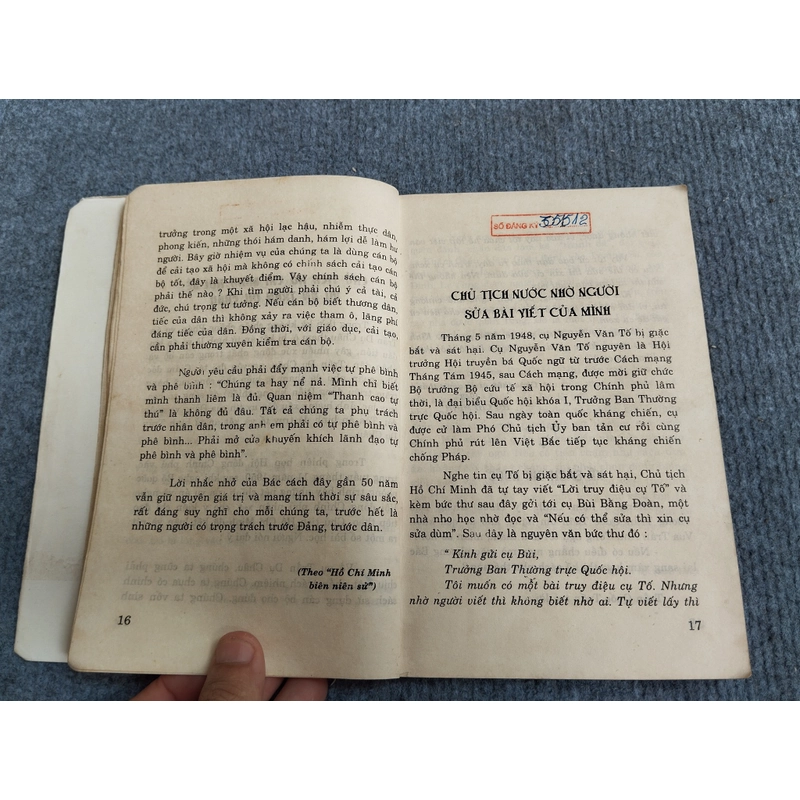 trưởng trong một xã hội lạc hậu, nhiễm thực dân,
phong kiến, những thói hám danh, hám lợi dễ làm hư
người. Bây giờ nhiệm vụ của chúng ta là dùng cán bộ
để cải tạo xã hội mà không có chính sách cải tạo cán
bộ tốt, đây là khuyết điểm. Vậy chính sách cán bộ
phải thế nào ? Khi tìm người phải chú ý cả tài, cả
đức, chú trọng tư tưởng. Nếu cán bộ biết thương dân,
tiếc của dân thì không xảy ra việc tham ô, lãng phí
đáng tiếc của dân. Đồng thời, với giáo dục, cải tạo,
cần phải thường xuyên kiểm tra cán bộ.
Người yêu cầu phải đẩy mạnh việc tự phê bình
và phê bình : “Chúng ta hay nể nả. Mình chỉ biết
mình thanh liêm là đủ. Quan niệm “Thanh cao tự
thủ” là không đủ đâu. Tất cả chúng ta phụ trách
trước nhân dân, trong anh em phải có tự phê bình và
phê bình... Phải mở cửa khuyến khích lãnh đạo tự
phê bình và phê bình”.
Lời nhắc nhở của Bác cách đây gần 50 năm
vẫn giữ nguyên giá trị và mang tính thời sự sâu sắc,
rất đáng suy nghĩ cho mỗi chúng ta, trước hết là
những người có trọng trách trước Đảng, trước dân.
(Theo “Hồ Chí Minh
biên niên sử”)
16
SỐ ĐĂNG KÝ 55512
CHỦ TỊCH NƯỚC NHỜ NGƯỜI
SỬA BÀI VIẾT CỦA MÌNH
Tháng 5 năm 1948, cụ Nguyễn Văn Tố bị giặc
bắt và sát hại. Cụ Nguyễn Văn Tố nguyên là Hội
trưởng Hội truyền bá Quốc ngữ từ trước Cách mạng
Tháng Tám 1945, sau Cách mạng, được mời giữ chức
Bộ trưởng Bộ cứu tế xã hội trong Chính phủ lâm
thời, là đại biểu Quốc hội khóa I, Trưởng Ban Thường
trực Quốc hội. Sau ngày toàn quốc kháng chiến, cụ
được cử làm Phó Chủ tịch Ủy ban tản cư rồi cùng
Chính phủ rút lên Việt Bắc tiếp tục kháng chiến
chống Pháp.
Nghe tin cụ Tố bị giặc bắt và sát hại, Chủ tịch
Hồ Chí Minh đã tự tay viết “Lời truy điệu cụ Tố” và
kèm bức thư sau đây gửi tới cụ Bùi Bằng Đoàn, một
nhà nho học nhờ đọc và “Nếu có thể sửa thì xin cụ
sửa dùm”. Sau đây là nguyên văn bức thư đó :
“ Kính gửi cụ Bùi,
Trưởng Ban Thường trực Quốc hội.
Tôi muốn có một bài truy điệu cụ Tố. Nhưng
nhờ người viết thì không biết nhờ ai. Tự viết lấy thì
17